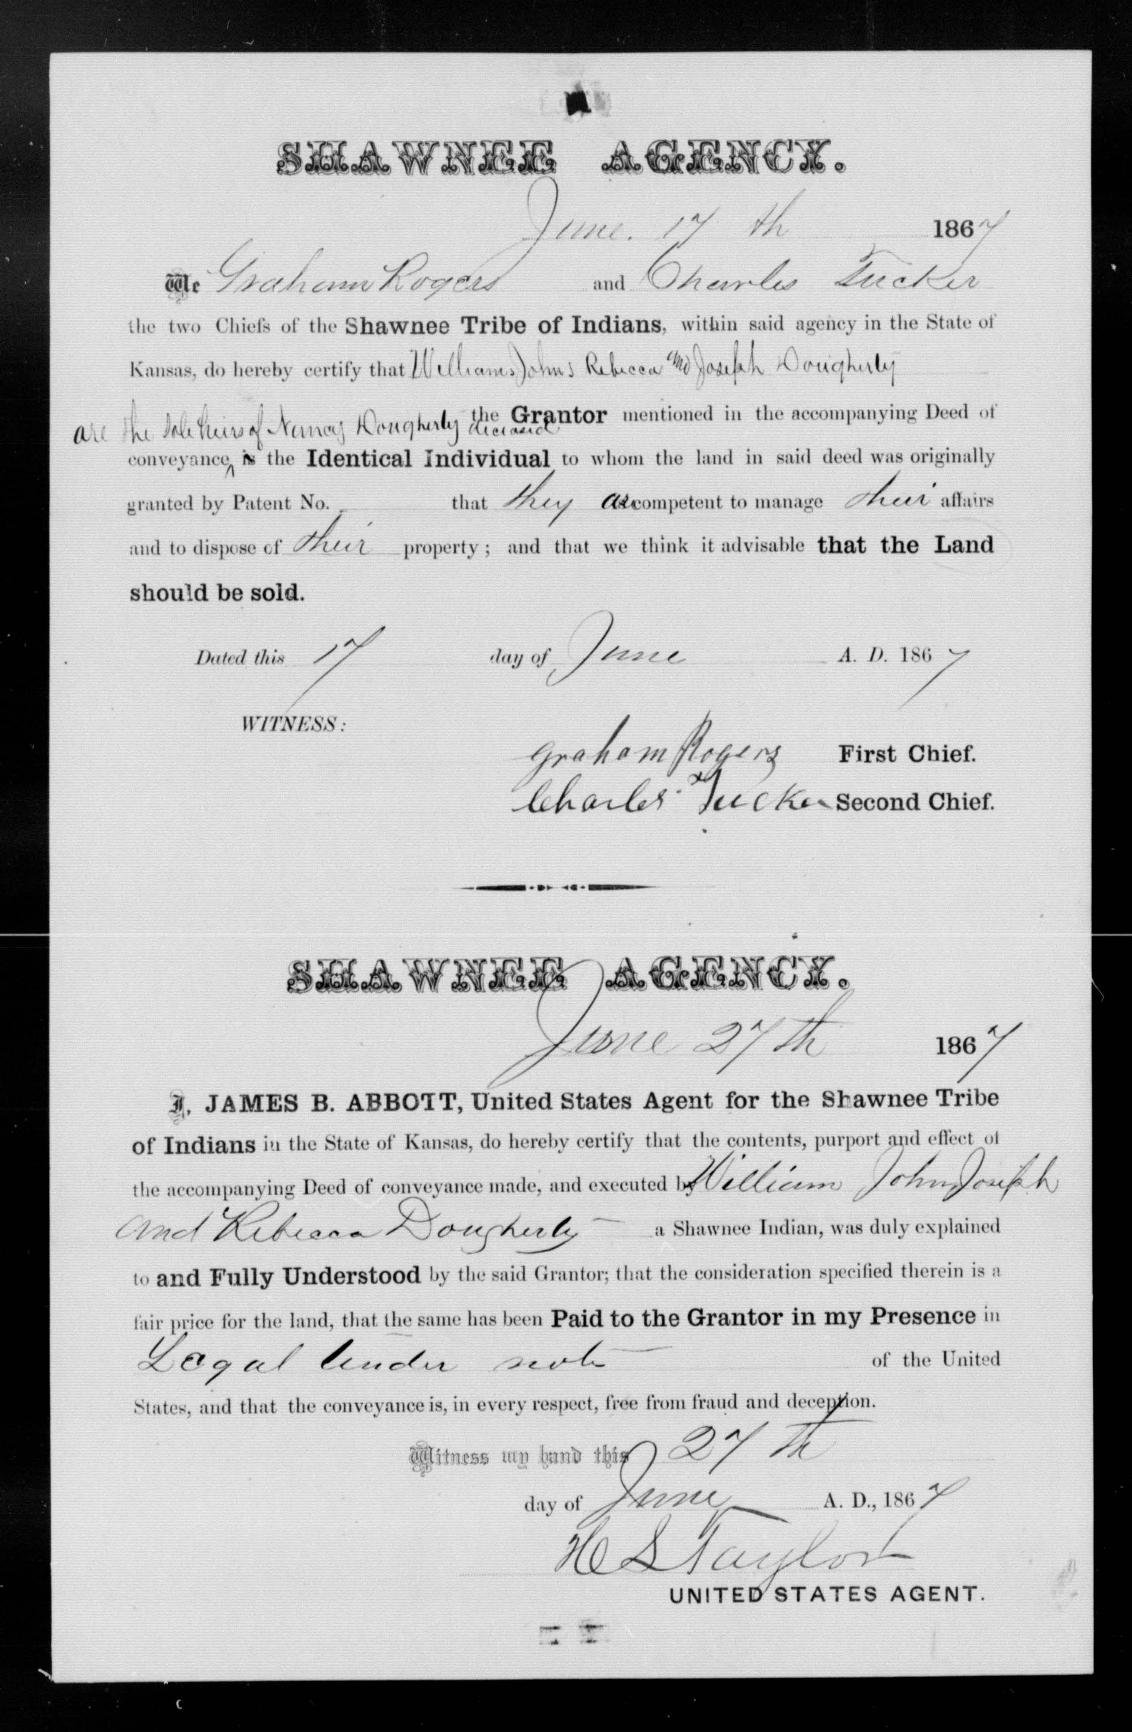 SHAWNEE AGENCY.
June. 17 th 1867
We Graham Rogers and Charles Tucker
the two Chiefs of the Shawnee Tribe of Indians, within said agency in the State of
Kansas, do hereby certify that William, John, Rebecca and Joseph Dougherty
the Grantor mentioned in the accompanying Deed of
are the sole heirs of Nancy Dougherty deceased
conveyance ^ is the Identical Individual to whom the land in said deed was originally
granted by Patent No. that they are competent to manage their affairs
and to dispose of their property; and that we think it advisable that the Land
should be sold.
Dated this 17 day of June A. D. 1867
WITNESS:
Graham Rogers First Chief.
Charles Tucker Second Chief.
SHAWNEE AGENCY.
June 27 th 1867
I, JAMES B. ABBOTT, United States Agent for the Shawnee Tribe
of Indians in the State of Kansas, do hereby certify that the contents, purport and effect of
the accompanying Deed of conveyance made, and executed by William John Joseph
and Rebecca Dougherty a Shawnee Indian, was duly explained
to and Fully Understood by the said Grantor; that the consideration specified therein is a
fair price for the land, that the same has been Paid to the Grantor in my Presence in
Legal tender note of the United
States, and that the conveyance is, in every respect, free from fraud and deception.
Witness my hand this 27 th
day of June A. D., 1867
H S Taylor
UNITED STATES AGENT.